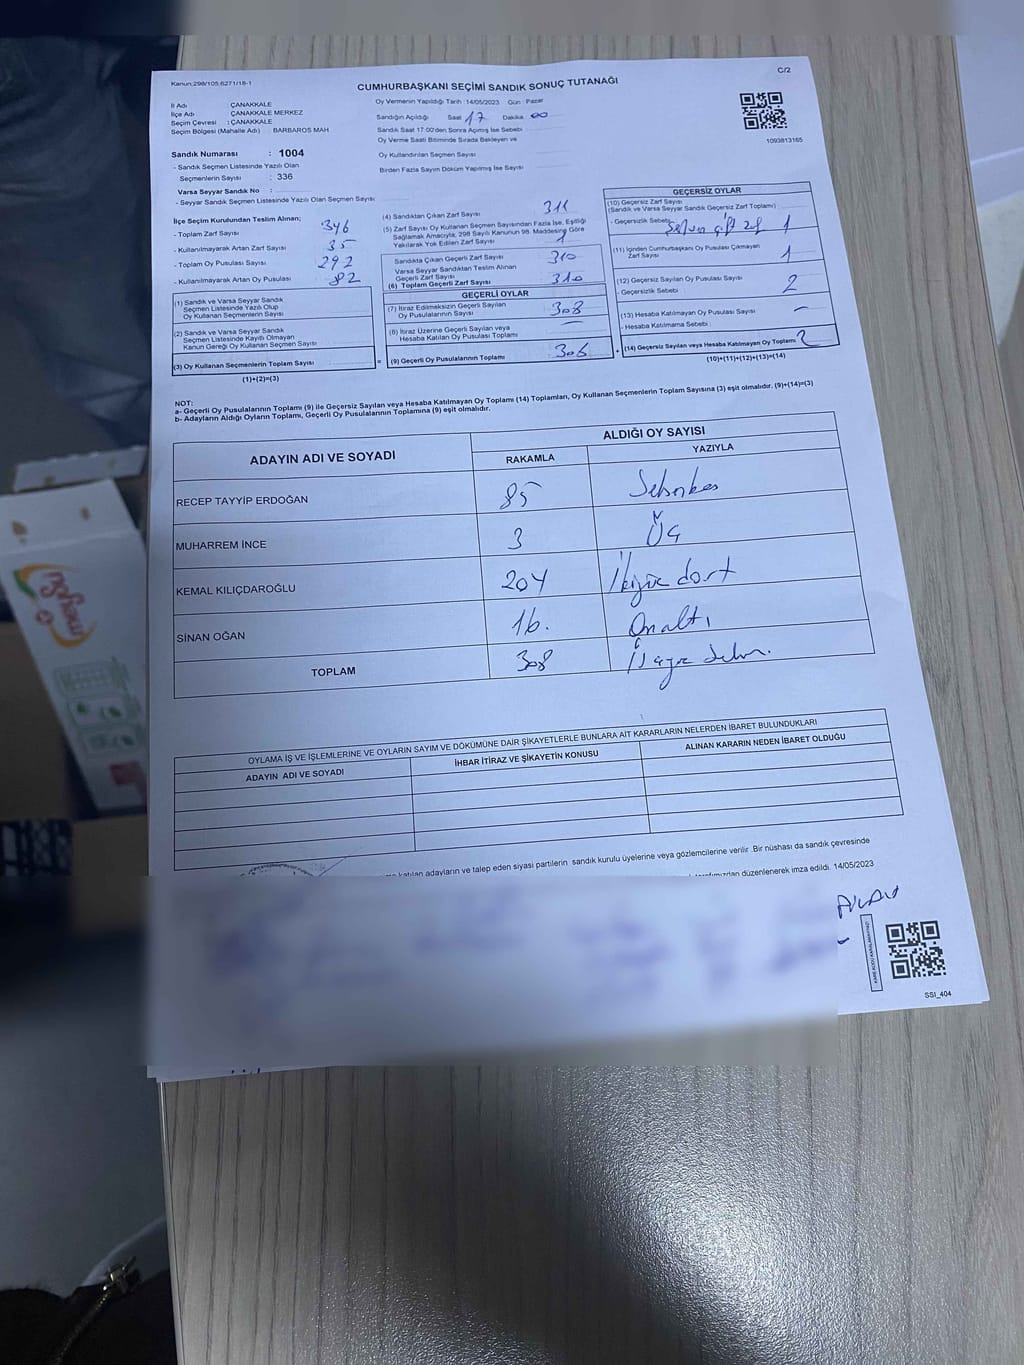 Kanun:298/105-6271/18-1
C/2
CUMHURBAŞKANI SEÇİMİ SANDIK SONUÇ TUTANAĞI
İl Adı : ÇANAKKALE
İlçe Adı : ÇANAKKALE MERKEZ
Seçim Çevresi : ÇANAKKALE
Seçim Bölgesi (Mahalle Adı) : BARBAROS MAH
Sandık Numarası : 1004
- Sandık Seçmen Listesinde Yazılı Olan
Seçmenlerin Sayısı : 336
Varsa Seyyar Sandık No :
- Seyyar Sandık Seçmen Listesinde Yazılı Olan Seçmen Sayısı
Oy Vermenin Yapıldığı Tarih :14/05/2023 Gün : Pazar
Sandığın Açıldığı Saat 17 Dakika 00
Sandık Saat 17:00'den Sonra Açılmış İse Sebebi
Oy Verme Saati Bitiminde Sırada Bekleyen ve
Oy Kullandırılan Seçmen Sayısı
Birden Fazla Sayım Döküm Yapılmış İse Sayısı
1093813165
İlçe Seçim Kurulundan Teslim Alınan;
- Toplam Zarf Sayısı 346
- Kullanılmayarak Artan Zarf Sayısı 35
- Toplam Oy Pusulası Sayısı 292
- Kullanılmayarak Artan Oy Pusulası 82
(1) Sandık ve Varsa Seyyar Sandık
Seçmen Listesinde Yazılı Olup
Oy Kullanan Seçmenlerin Sayısı
(2) Sandık ve Varsa Seyyar Sandık
Seçmen Listesinde Kayıtlı Olmayan
Kanun Gereği Oy Kullanan Seçmen Sayısı
(3) Oy Kullanan Seçmenlerin Toplam Sayısı
(1)+(2)=(3)
(4) Sandıktan Çıkan Zarf Sayısı 311
(5) Zarf Sayısı Oy Kullanan Seçmen Sayısından Fazla İse, Eşitliği
Sağlamak Amacıyla, 298 Sayılı Kanunun 98. Maddesine Göre
Yakılarak Yok Edilen Zarf Sayısı 1
Sandıkta Çıkan Geçerli Zarf Sayısı 310
Varsa Seyyar Sandıktan Teslim Alınan
Geçerli Zarf Sayısı
(6) Toplam Geçerli Zarf Sayısı 310
GEÇERLİ OYLAR
(7) İtiraz Edilmeksizin Geçerli Sayılan
Oy Pusulasının Sayısı 308
(8) İtiraz Üzerine Geçerli Sayılan veya
Hesaba Katılan Oy Pusulası Toplamı –
= (9) Geçerli Oy Pusulalarının Toplamı 306 +
GEÇERSİZ OYLAR
(10) Geçersiz Zarf Sayısı
(Sandık ve Varsa Seyyar Sandık Geçersiz Zarf Toplamı)
- Geçersizlik Sebebi çift zf 1
(11) İçinden Cumhurbaşkanı Oy Pusulası Çıkmayan
Zarf Sayısı 1
(12) Geçersiz Sayılan Oy Pusulası Sayısı
- Geçersizlik Sebebi : 2
(13) Hesaba Katılmayan Oy Pusulası Sayısı –
- Hesaba Katılmama Sebebi :
(14) Geçersiz Sayılan veya Hesaba Katılmayan Oy Toplamı 2
(10)+(11)+(12)+(13)=(14)
NOT:
a- Geçerli Oy Pusulalarının Toplamı (9) ile Geçersiz Sayılan veya Hesaba Katılmayan Oy Toplamı (14) Toplamları, Oy Kullanan Seçmenlerin Toplam Sayısına (3) eşit olmalıdır. (9)+(14)=(3)
b- Adayların Aldığı Oyların Toplamı, Geçerli Oy Pusulalarının Toplamına (9) eşit olmalıdır.
ADAYIN ADI VE SOYADI
ALDIĞI OY SAYISI
RAKAMLA YAZIYLA
RECEP TAYYİP ERDOĞAN 85 Seksenbeş
MUHARREM İNCE 3 Üç
KEMAL KILIÇDAROĞLU 204 İkiyüz dört
SİNAN OĞAN 16. Onaltı
TOPLAM 308 Üçyüz sekiz.
OYLAMA İŞ VE İŞLEMLERİNE VE OYLARIN SAYIM VE DÖKÜMÜNE DAİR ŞİKAYETLERLE BUNLARA AİT KARARLARIN NELERDEN İBARET BULUNDUKLARI
ADAYIN ADI VE SOYADI
İHBAR İTİRAZ VE ŞİKAYETİN KONUSU
ALINAN KARARIN NEDEN İBARET OLDUĞU
katılan adayların ve talep eden siyasi partilerin sandık kurulu üyelerine veya gözlemcilerine verilir .Bir nüshası da sandık çevresinde
düzenlenerek imza edildi. 14/05/2023
SSI_404